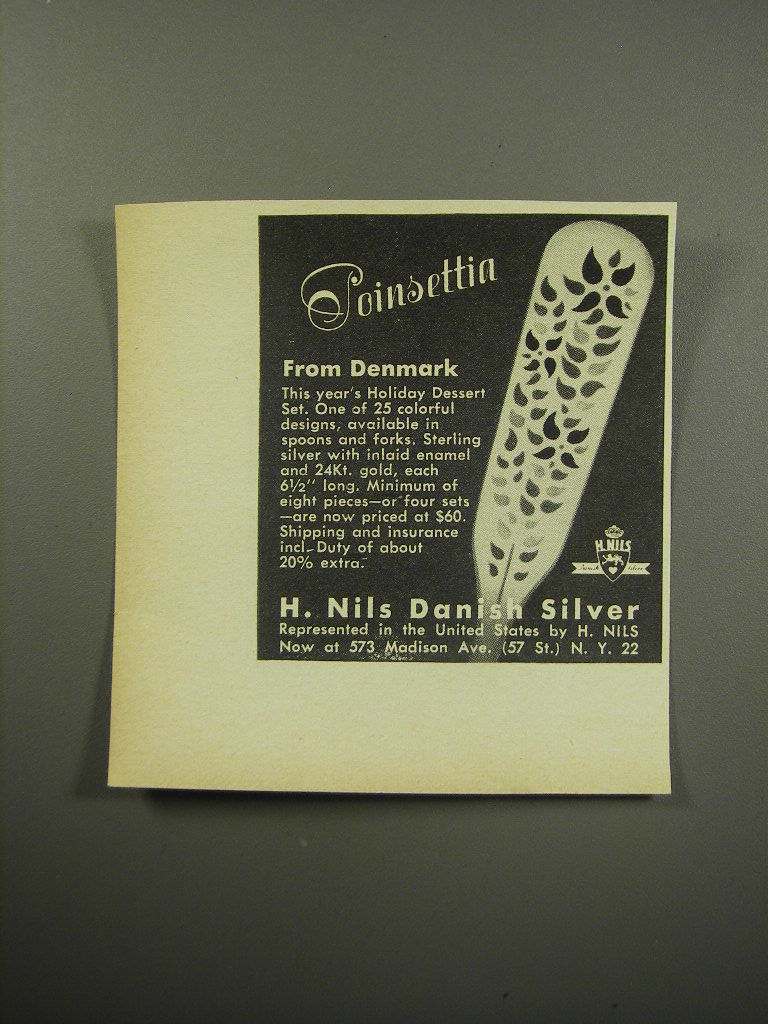 Poinsettia
From Denmark
This year's Holiday Dessert
Set. One of 25 colorful
designs, available in
spoons and forks. Sterling
silver with inlaid enamel
and 24Kt. gold, each
6½" long. Minimum of
eight pieces—or four sets
—are now priced at $60.
Shipping and insurance
incl. Duty of about
20% extra.
H. NILS
Danish Silver
H. Nils Danish Silver
Represented in the United States by H. NILS
Now at 573 Madison Ave. (57 St.) N. Y. 22